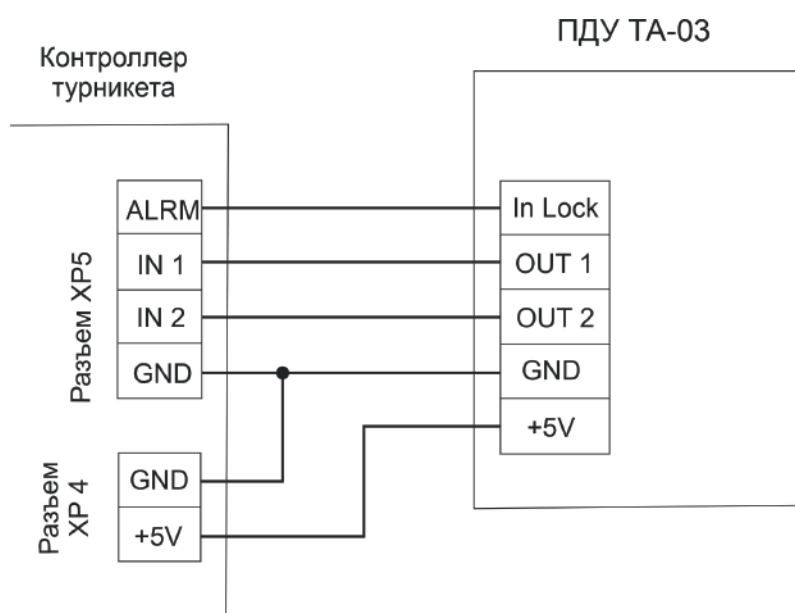 ПДУ ТА-03
Контроллер
турникета
ALRM
IN 1
IN 2
GND
Разъем XP5
GND
+5V
Разъем
XP 4
In Lock
OUT 1
OUT 2
GND
+5V